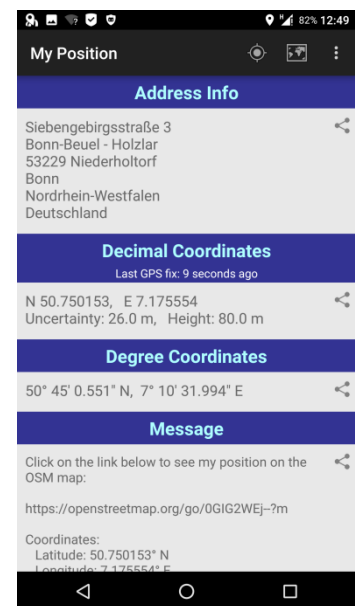 82% 12:49
My Position
Address Info
Siebengebirgsstraße 3
Bonn-Beuel - Holzlar
53229 Niederholtorf
Bonn
Nordrhein-Westfalen
Deutschland
Decimal Coordinates
Last GPS fix: 9 seconds ago
N 50.750153,   E 7.175554
Uncertainty: 26.0 m,   Height: 80.0 m
Degree Coordinates
50° 45' 0.551" N,  7° 10' 31.994" E
Message
Click on the link below to see my position on the
OSM map:
https://openstreetmap.org/go/0GIG2WEj--?m
Coordinates:
Latitude: 50.750153° N
Longitude: 7.175554° E